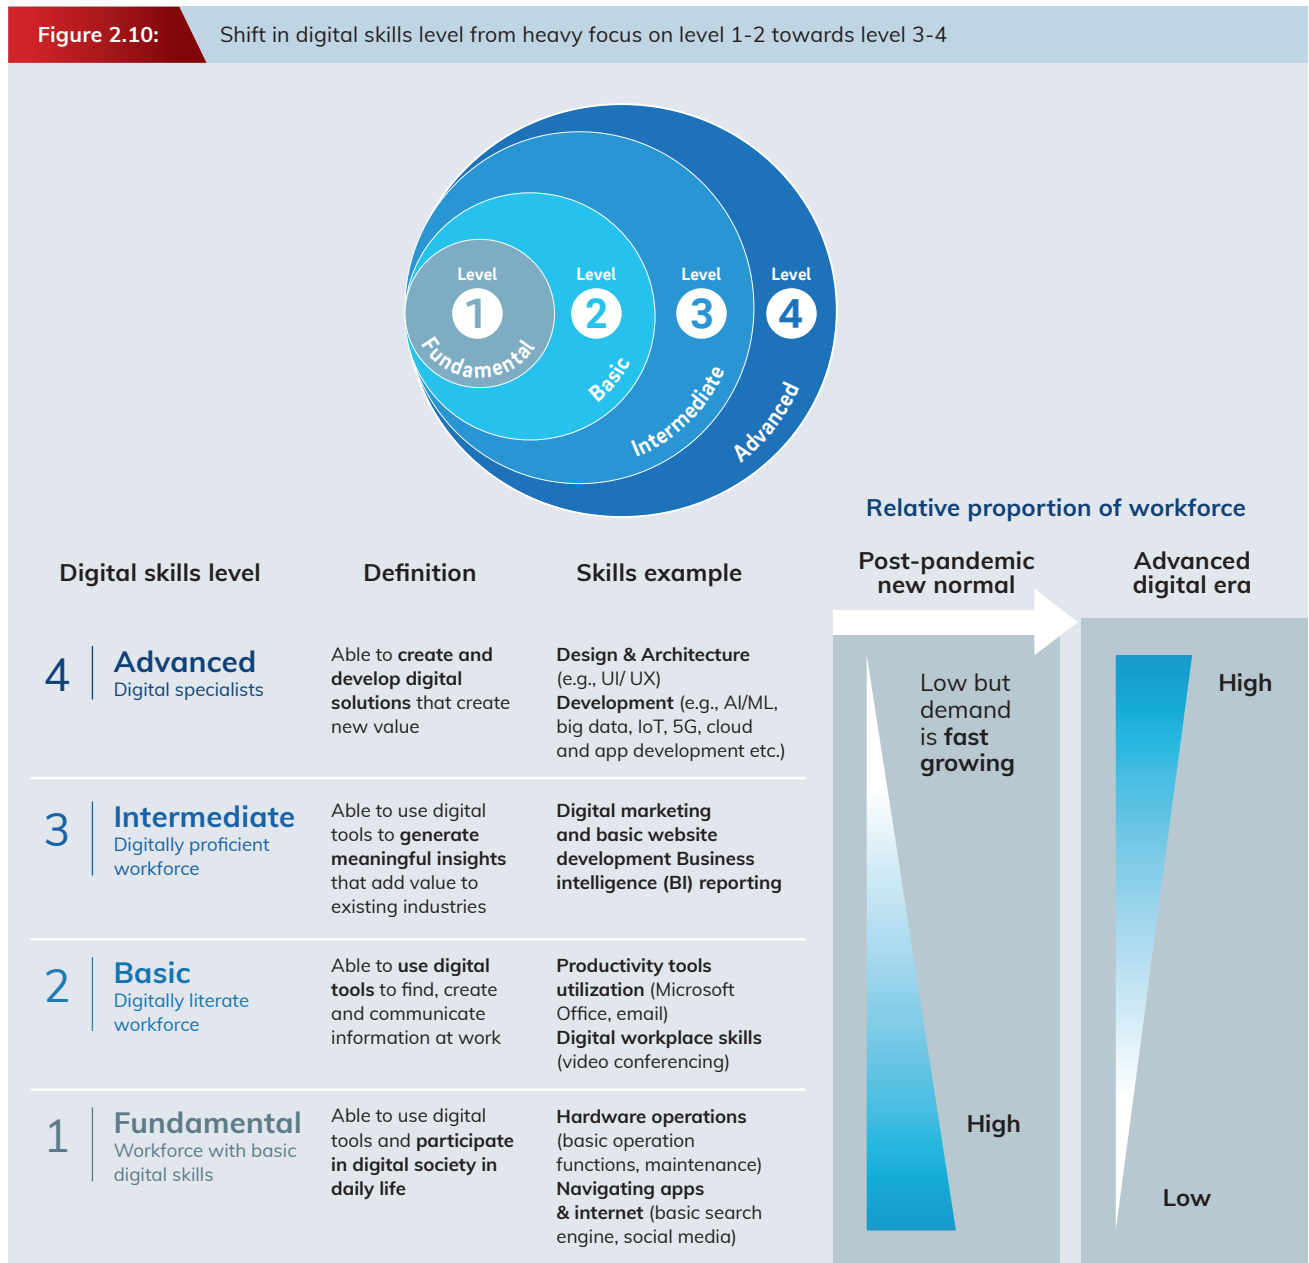 Figure 2.10:
Shift in digital skills level from heavy focus on level 1-2 towards level 3-4
Level
1
Fundamental
Level
2
Basic
Level
3
Intermediate
Level
4
Advanced
Relative proportion of workforce
Digital skills level
Definition
Skills example
Post-pandemic
new normal
Advanced
digital era
4
Advanced
Digital specialists
Able to create and
develop digital
solutions that create
new value
Design & Architecture
(e.g., UI/ UX)
Development (e.g., AI/ML,
big data, IoT, 5G, cloud
and app development etc.)
Low but
demand
is fast
growing
High
3
Intermediate
Digitally proficient
workforce
Able to use digital
tools to generate
meaningful insights
that add value to
existing industries
Digital marketing
and basic website
development Business
intelligence (BI) reporting
2
Basic
Digitally literate
workforce
Able to use digital
tools to find, create
and communicate
information at work
Productivity tools
utilization (Microsoft
Office, email)
Digital workplace skills
(video conferencing)
1
Fundamental
Workforce with basic
digital skills
Able to use digital
tools and participate
in digital society in
daily life
Hardware operations
(basic operation
functions, maintenance)
Navigating apps
& internet (basic search
engine, social media)
High
Low